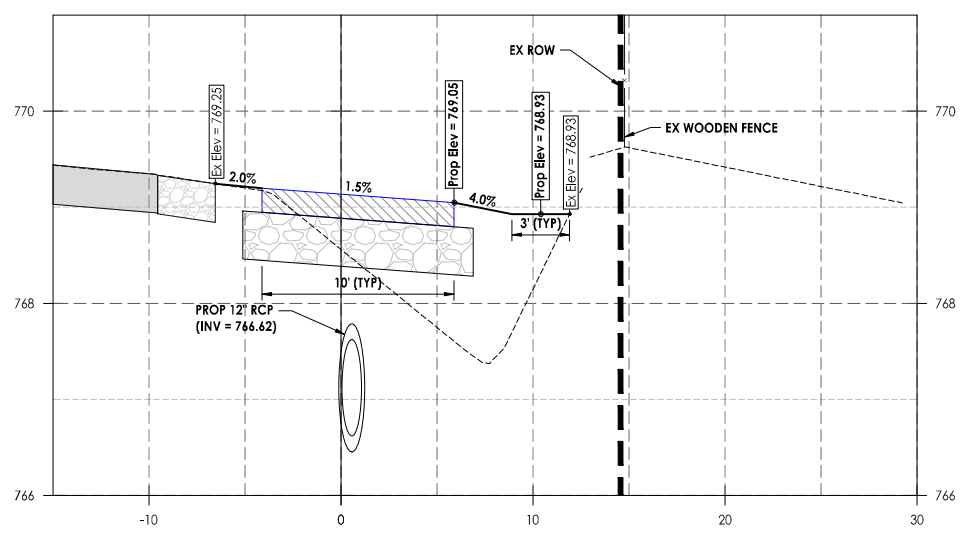 EX ROW
770
770
Ex Elev = 769.25
Prop Elev = 769.05
Prop Elev = 768.93
Ex Elev = 768.93
EX WOODEN FENCE
2.0%
1.5%
4.0%
3' (TYP)
10' (TYP)
768
768
PROP 12" RCP
(INV = 766.62)
766
766
-10
0
10
20
30